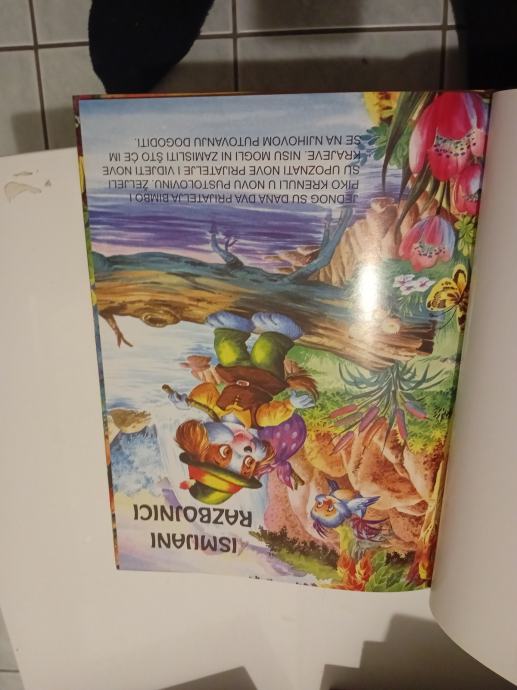 ISMIJANI
RAZBOJNICI
JEDNOG SU DANA DVA PRIJATELJA BIMBO I
PIKO KRENULI U NOVU PUSTOLOVINU. ŽELJELI
SU UPOZNATI NOVE PRIJATELJE I VIDJETI NOVE
KRAJEVE. NISU MOGLI NI ZAMISLITI ŠTO ĆE IM
SE NA NJIHOVOM PUTOVANJU DOGODITI.